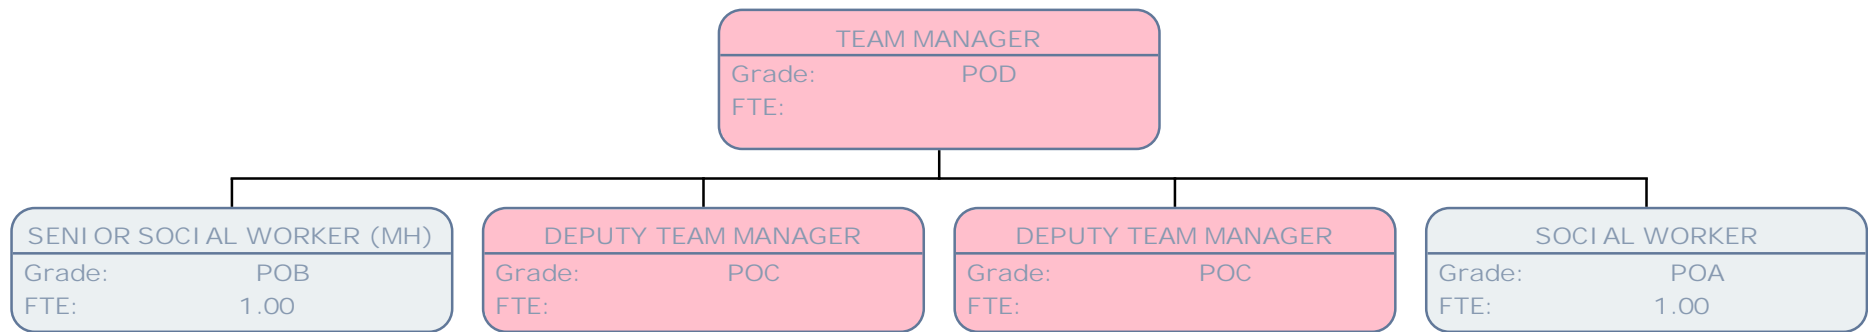 TEAM MANAGER
Grade: POD
FTE:
SENIOR SOCIAL WORKER (MH)
Grade: POB
FTE: 1.00
DEPUTY TEAM MANAGER
Grade: POC
FTE:
DEPUTY TEAM MANAGER
Grade: POC
FTE:
SOCIAL WORKER
Grade: POA
FTE: 1.00